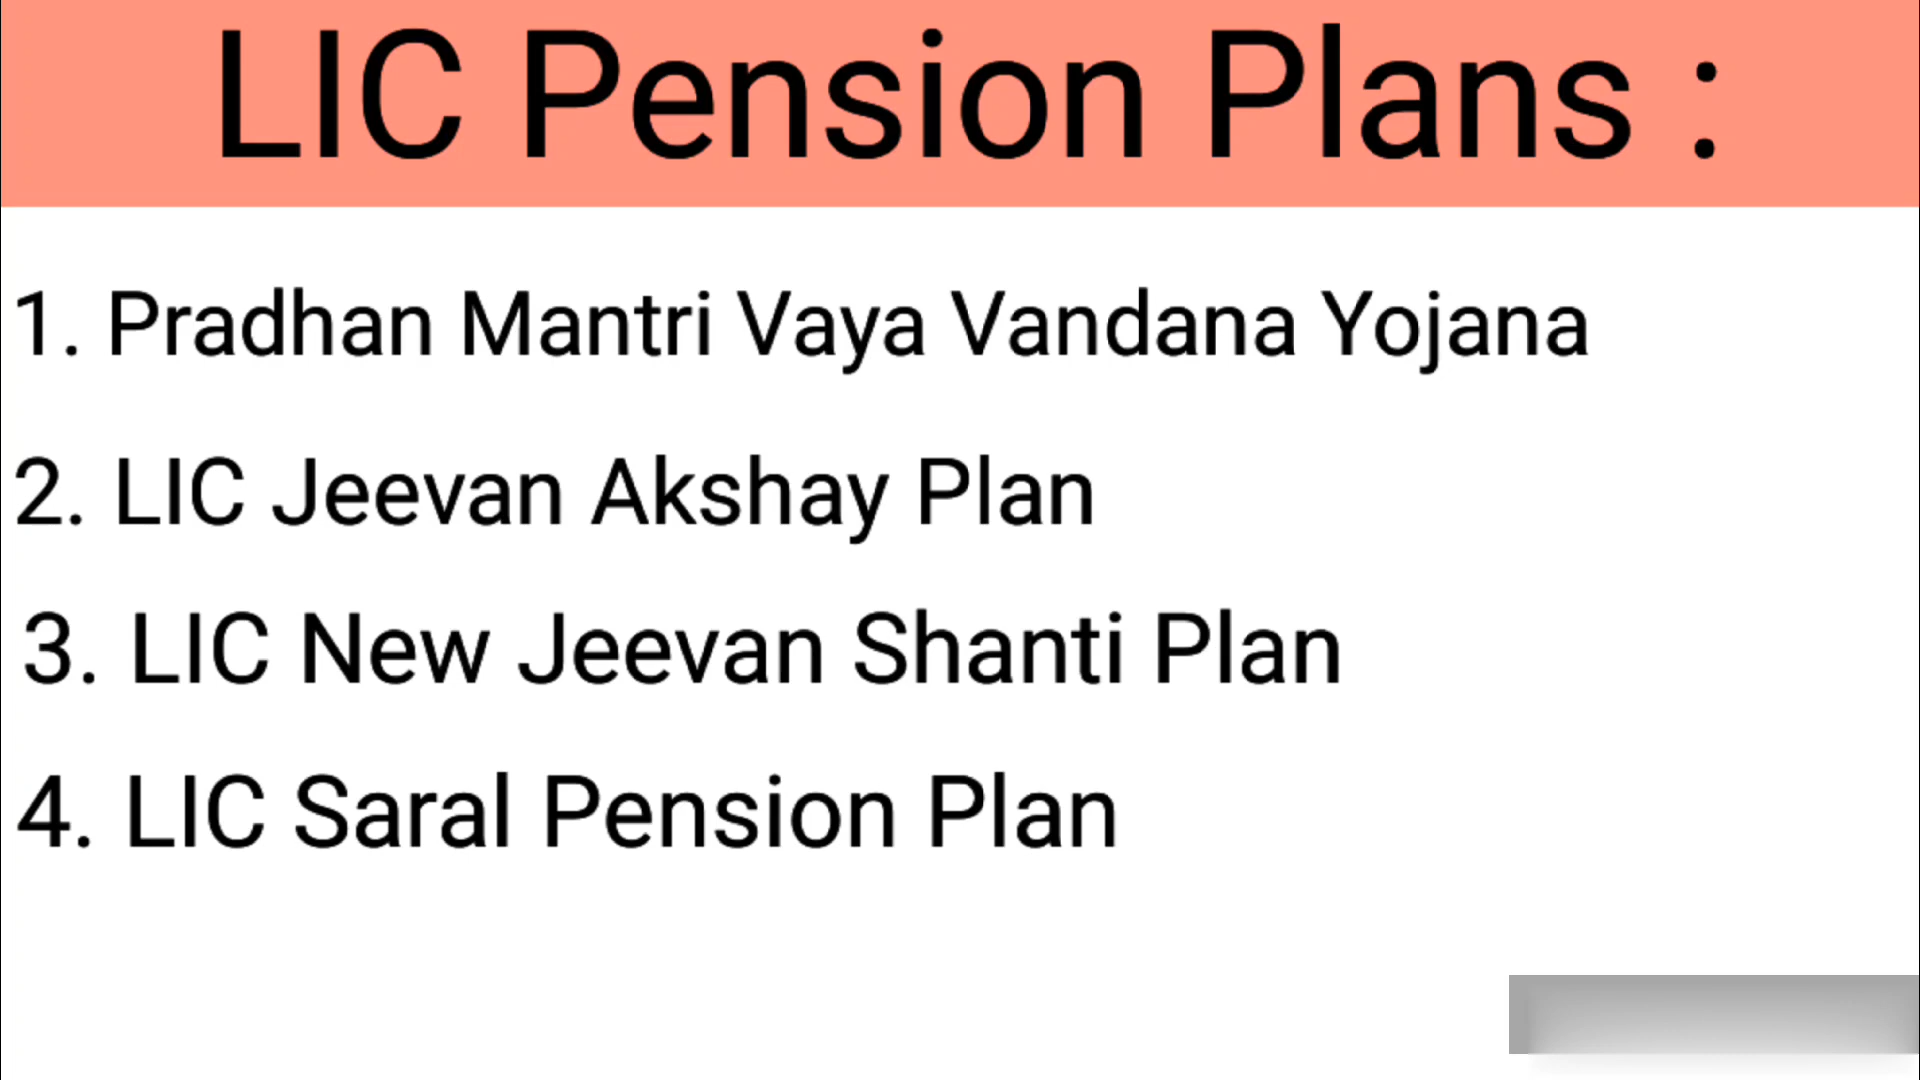 LIC Pension Plans :
1. Pradhan Mantri Vaya Vandana Yojana
2. LIC Jeevan Akshay Plan
3. LIC New Jeevan Shanti Plan
4. LIC Saral Pension Plan